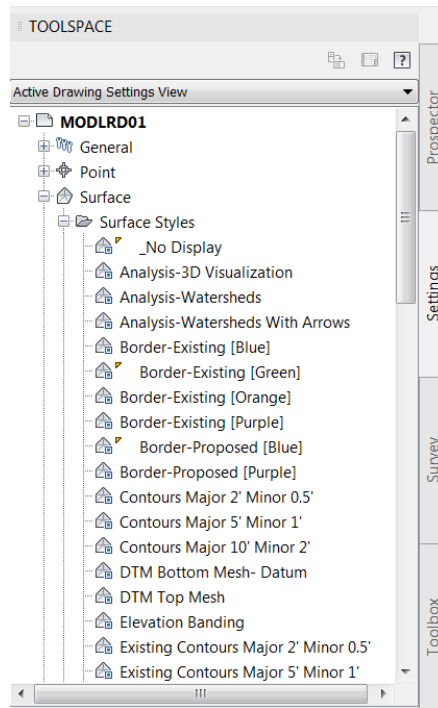 TOOLSPACE
?
Active Drawing Settings View
MODLRD01
General
Point
Surface
Surface Styles
_No Display
Analysis-3D Visualization
Analysis-Watersheds
Analysis-Watersheds With Arrows
Border-Existing [Blue]
Border-Existing [Green]
Border-Existing [Orange]
Border-Existing [Purple]
Border-Proposed [Blue]
Border-Proposed [Purple]
Contours Major 2' Minor 0.5'
Contours Major 5' Minor 1'
Contours Major 10' Minor 2'
DTM Bottom Mesh- Datum
DTM Top Mesh
Elevation Banding
Existing Contours Major 2' Minor 0.5'
Existing Contours Major 5' Minor 1'
Prospector
Settings
Survey
Toolbox